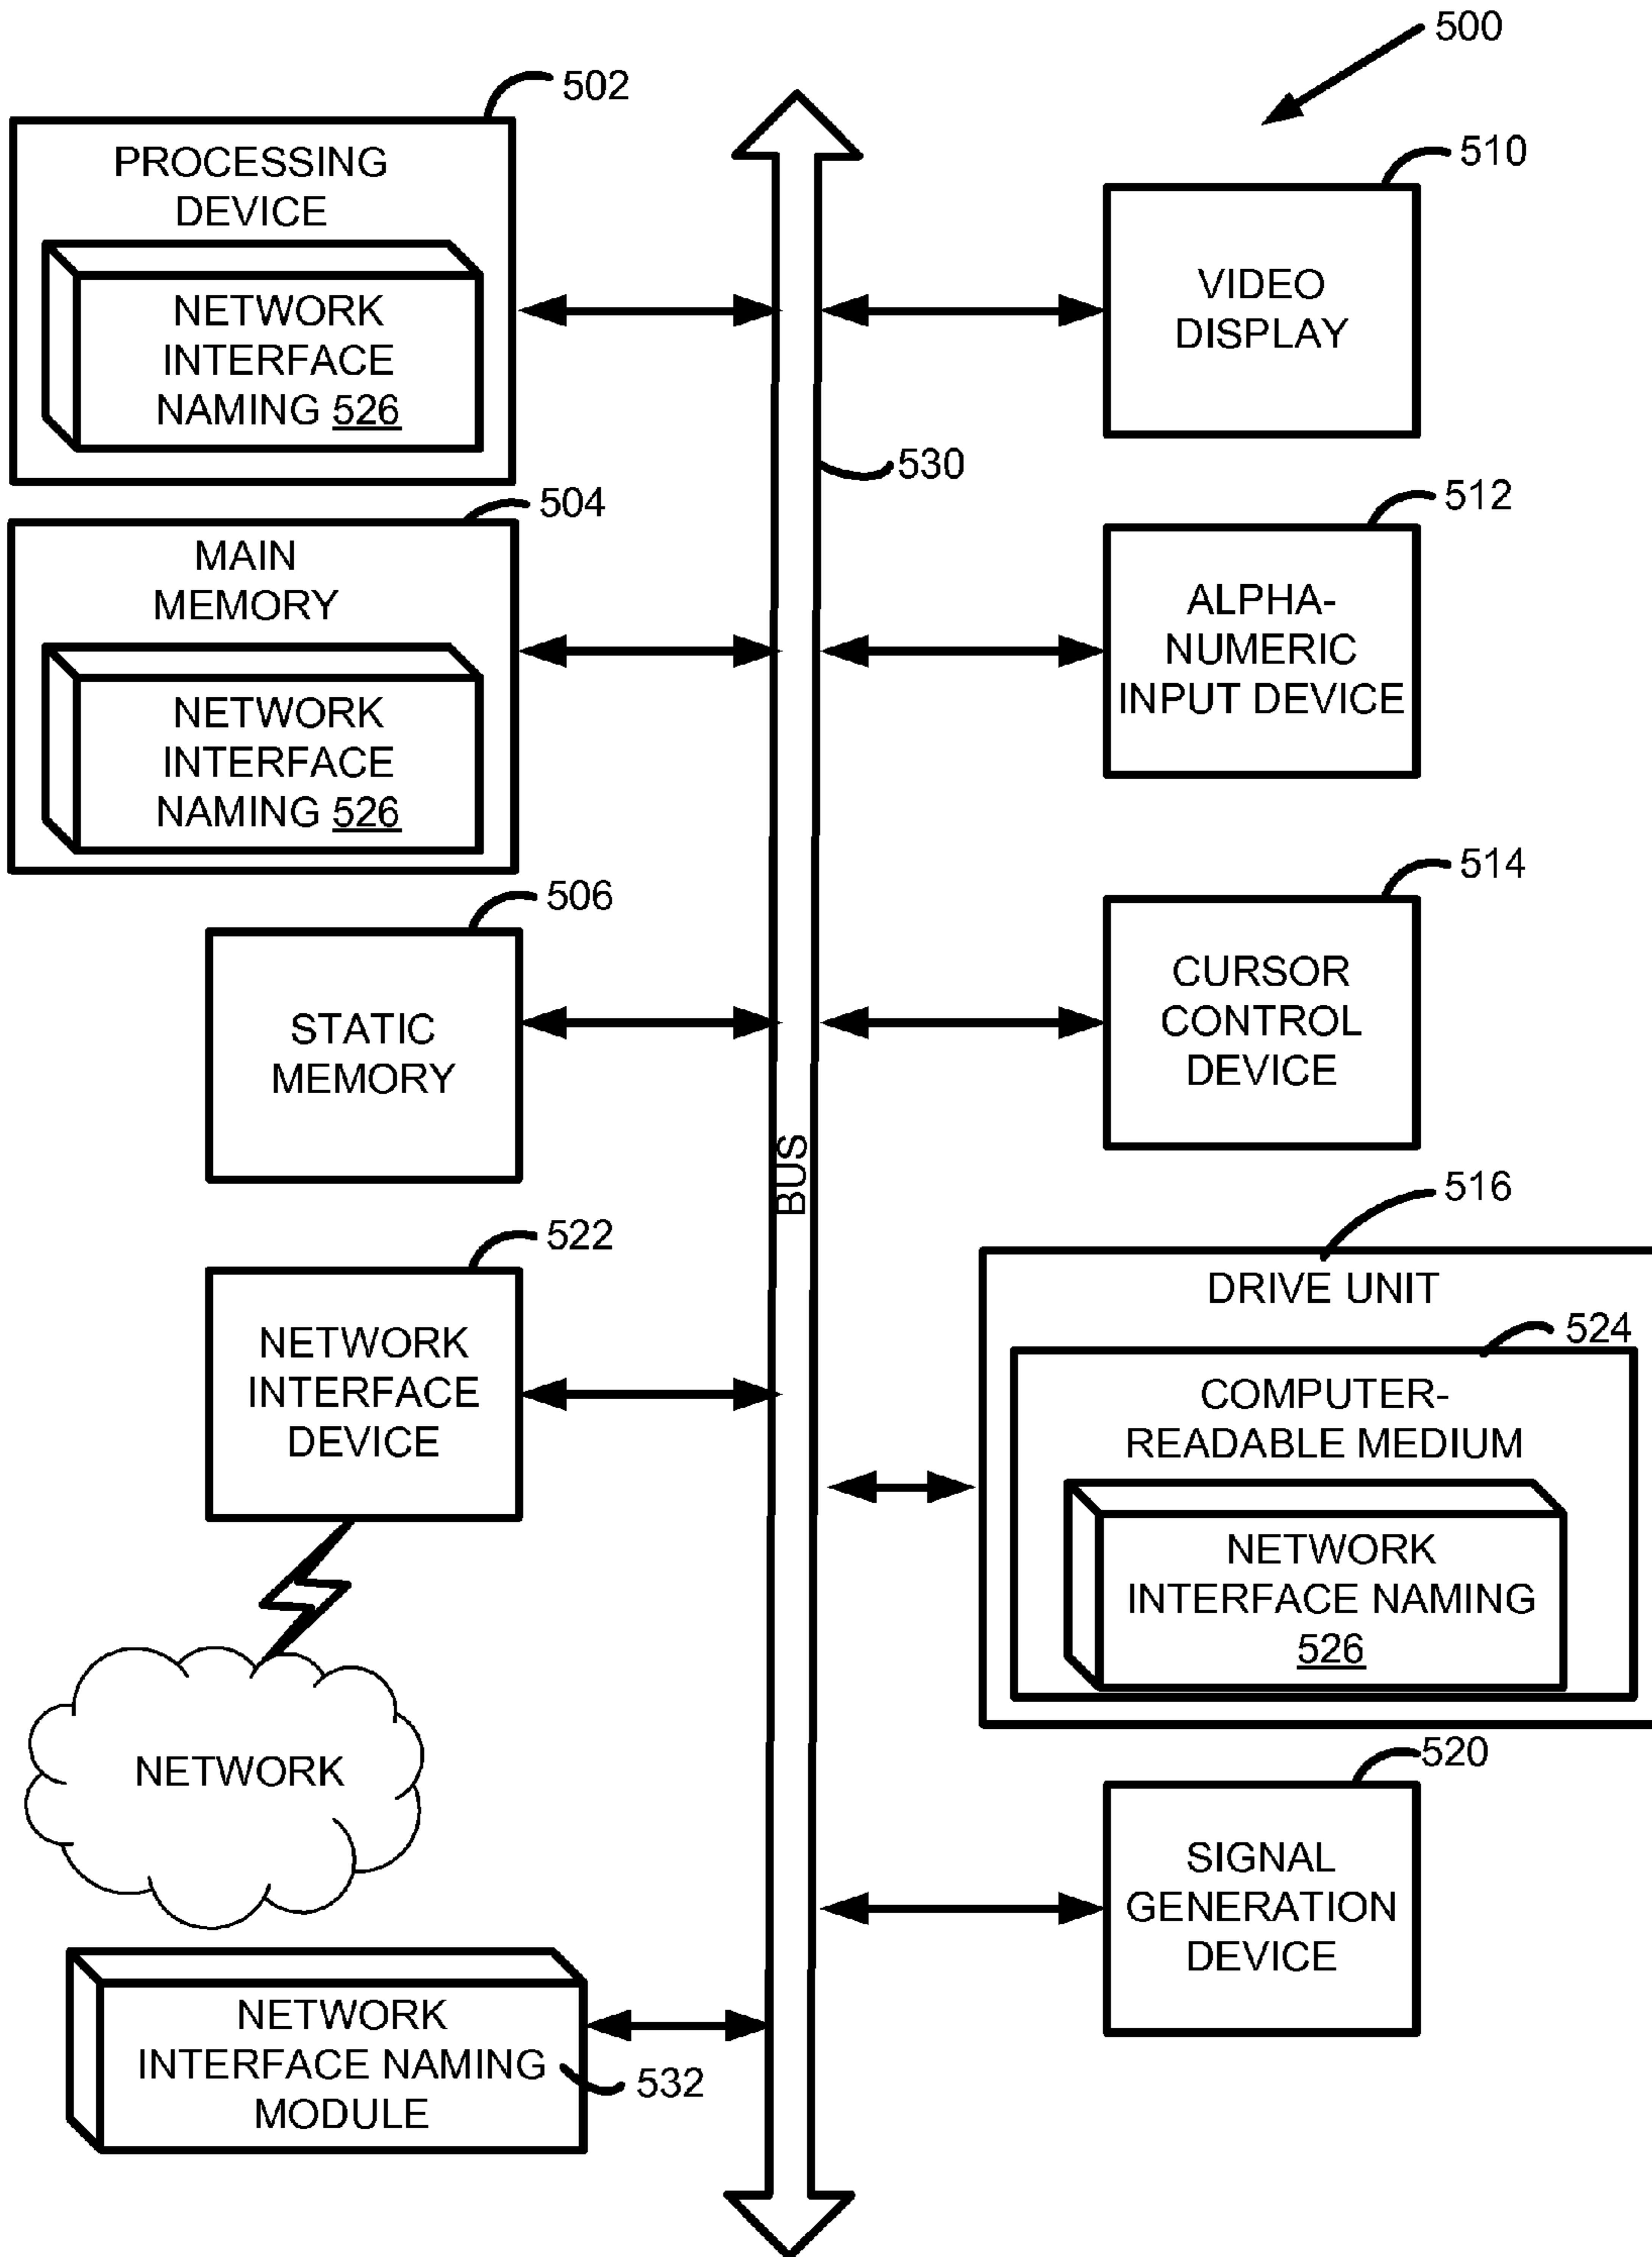 500
502
PROCESSING
DEVICE
NETWORK
INTERFACE
NAMING 526
510
VIDEO
DISPLAY
530
504
MAIN
MEMORY
NETWORK
INTERFACE
NAMING 526
512
ALPHA-
NUMERIC
INPUT DEVICE
506
STATIC
MEMORY
514
CURSOR
CONTROL
DEVICE
BUS
522
NETWORK
INTERFACE
DEVICE
516
DRIVE UNIT
524
COMPUTER-
READABLE MEDIUM
NETWORK
INTERFACE NAMING
526
NETWORK
520
SIGNAL
GENERATION
DEVICE
NETWORK
INTERFACE NAMING
MODULE
532